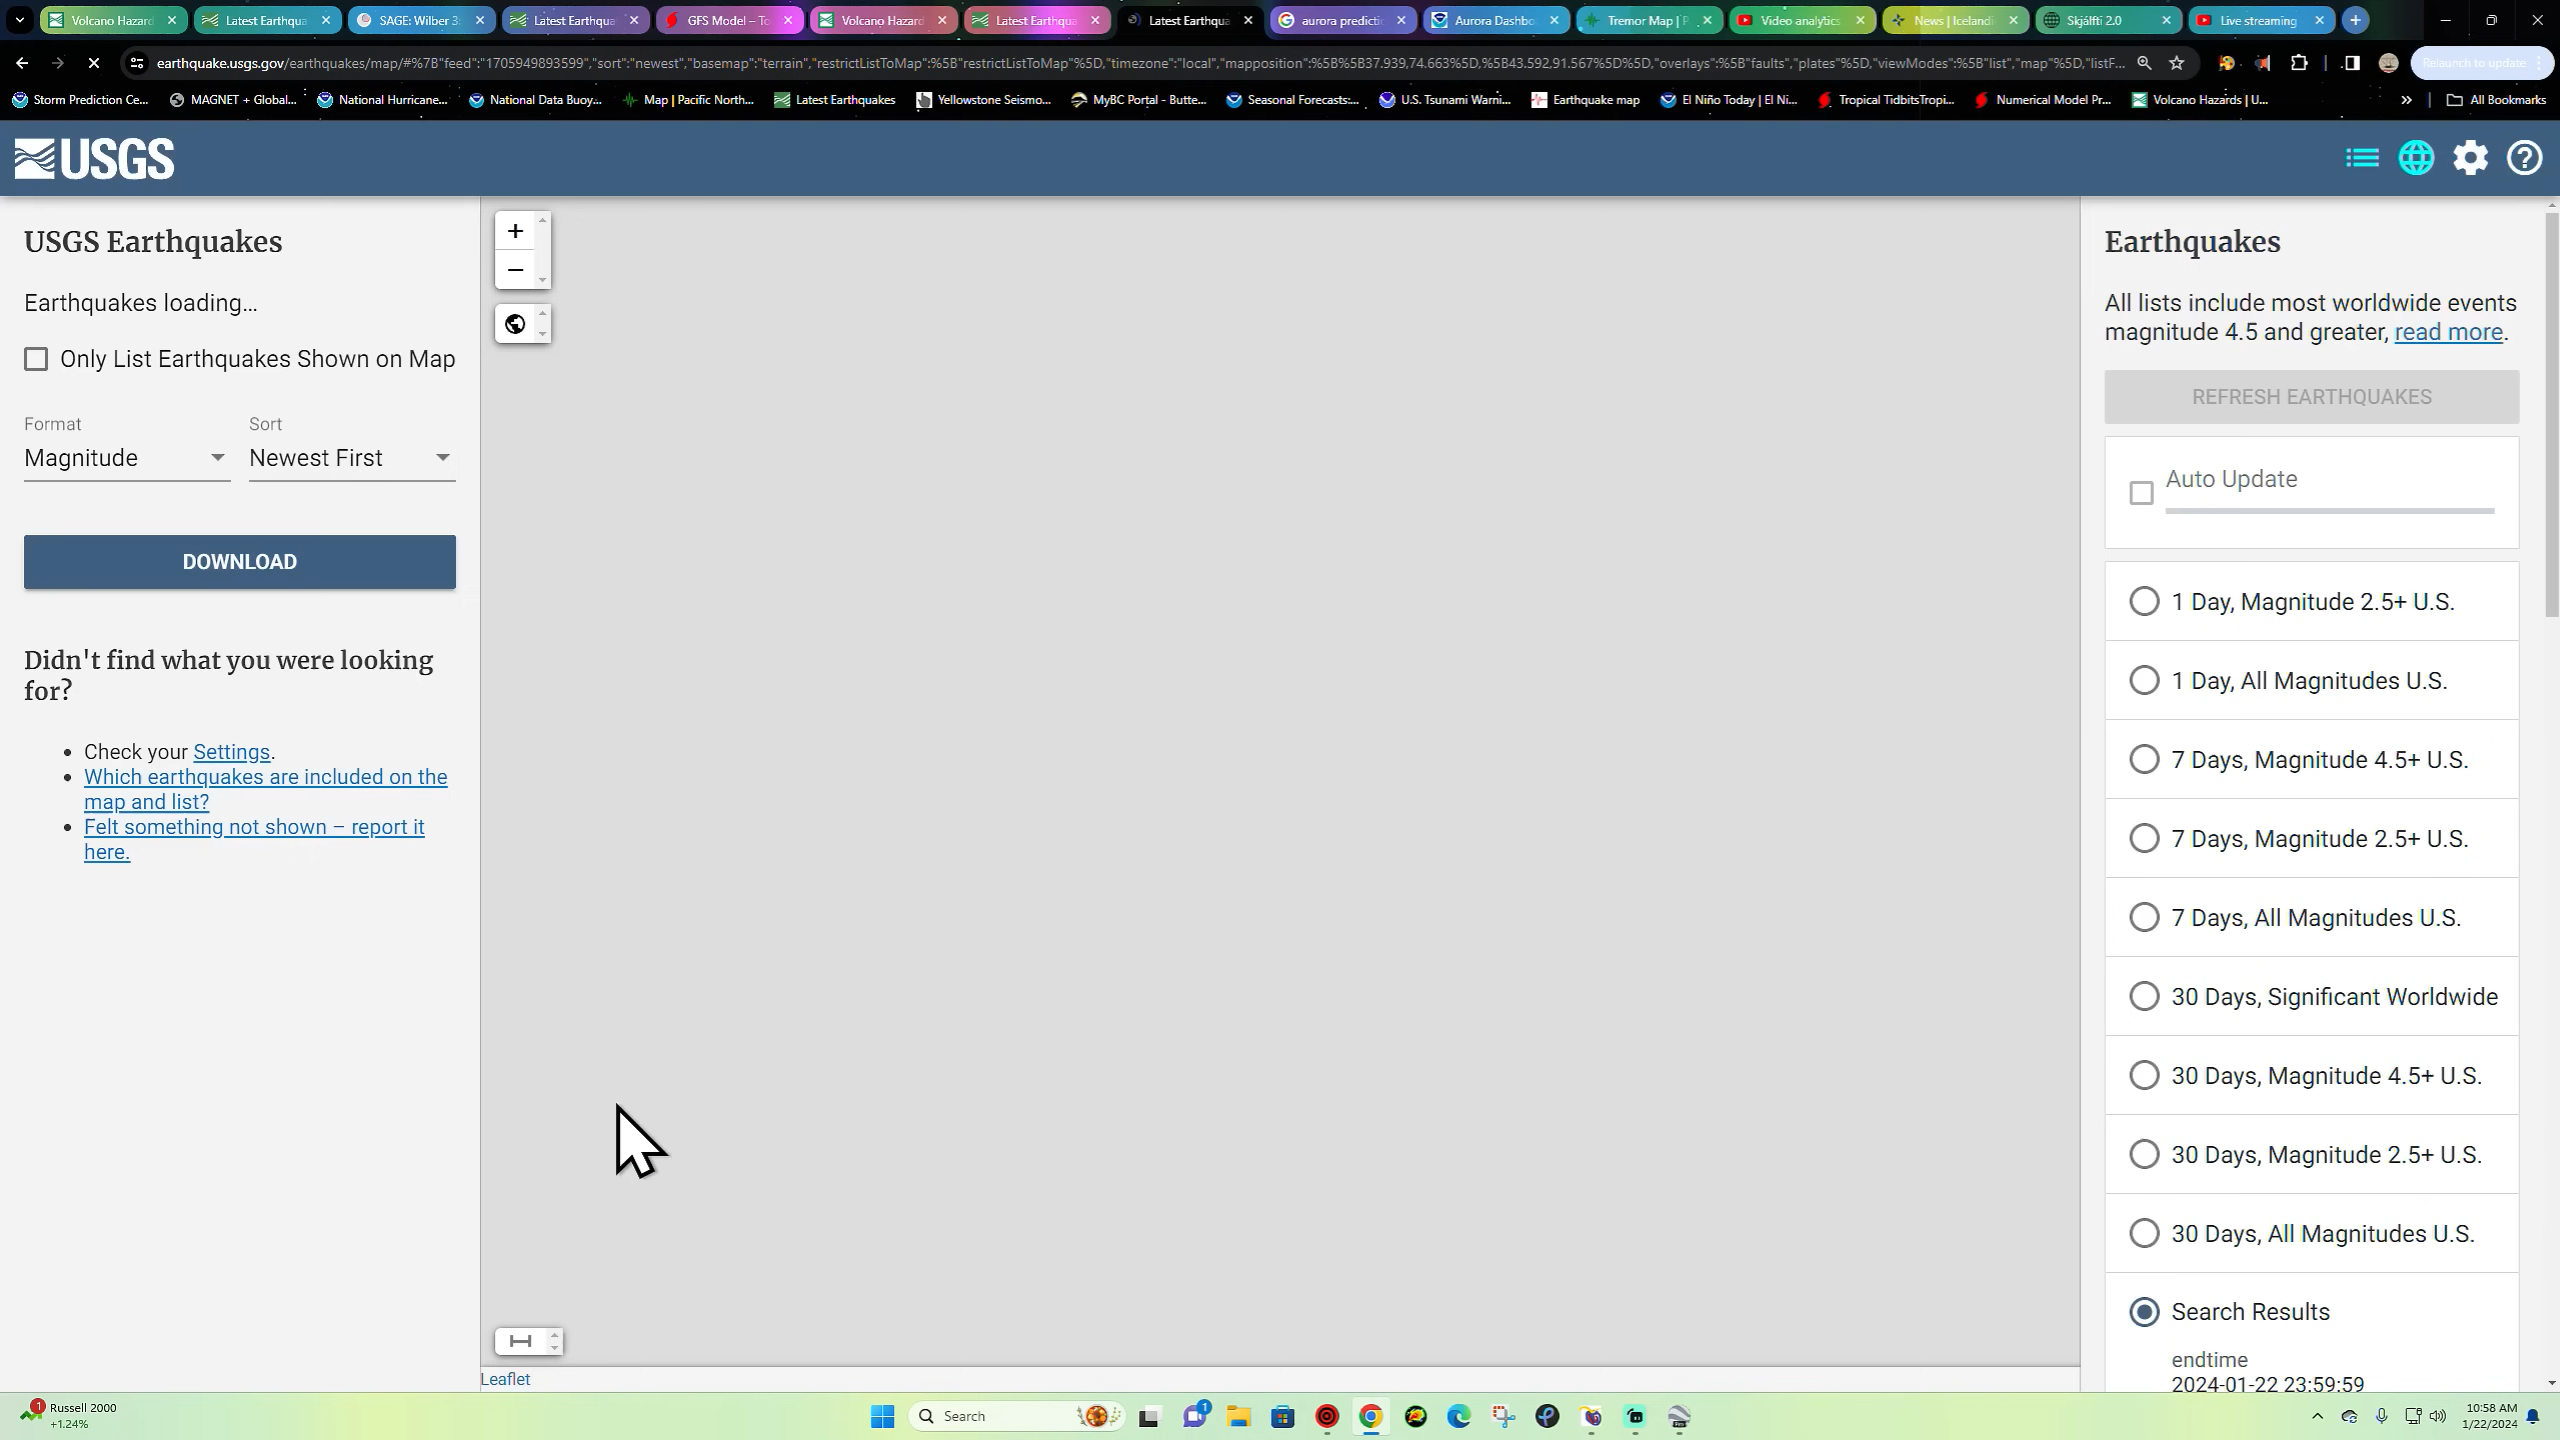 Volcano Hazard
Latest Earthqua
SAGE: Wilber 3:
Latest Earthqua
GFS Model – To
Volcano Hazard
Latest Earthqua
Latest Earthqua
aurora predicti
Aurora Dashbo
Tremor Map | P
Video analytics
News | Icelandi
Skjálfti 2.0
Live streaming
earthquake.usgs.gov/earthquakes/map/#%7B"feed":"1705949893599","sort":"newest","basemap":"terrain","restrictListToMap":%5B"restrictListToMap"%5D,"timezone":"local","mapposition":%5B%5B37.939,74.663%5D,%5B43.592,91.567%5D%5D,"overlays":%5B"faults","plates"%5D,"viewModes":%5B"list","map"%5D,"listF...
Relaunch to update
Storm Prediction Ce...
MAGNET + Global...
National Hurricane...
National Data Buoy...
Map | Pacific North...
Latest Earthquakes
Yellowstone Seismo...
MyBC Portal - Butte...
Seasonal Forecasts:...
U.S. Tsunami Warni...
Earthquake map
El Niño Today | El Ni...
Tropical TidbitsTropi...
Numerical Model Pr...
Volcano Hazards | U...
All Bookmarks
USGS
USGS Earthquakes
Earthquakes loading...
Only List Earthquakes Shown on Map
Format
Sort
Magnitude
Newest First
DOWNLOAD
Didn't find what you were looking
for?
Check your Settings.
Which earthquakes are included on the
map and list?
Felt something not shown – report it
here.
Leaflet
Earthquakes
All lists include most worldwide events
magnitude 4.5 and greater, read more.
REFRESH EARTHQUAKES
Auto Update
1 Day, Magnitude 2.5+ U.S.
1 Day, All Magnitudes U.S.
7 Days, Magnitude 4.5+ U.S.
7 Days, Magnitude 2.5+ U.S.
7 Days, All Magnitudes U.S.
30 Days, Significant Worldwide
30 Days, Magnitude 4.5+ U.S.
30 Days, Magnitude 2.5+ U.S.
30 Days, All Magnitudes U.S.
Search Results
endtime
2024-01-22 23:59:59
1
Russell 2000
+1.24%
Search
1
10:58 AM
1/22/2024